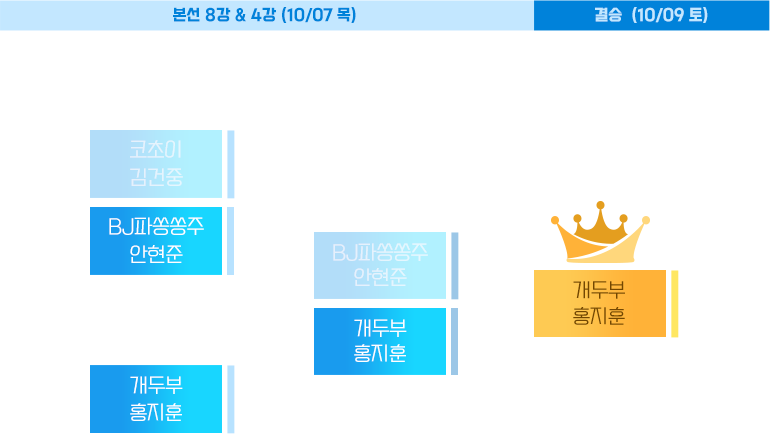 본선 8강 & 4강 (10/07 목)
결승 (10/09 토)
코초이
김건중
BJ파쏭쏭주
안현준
개두부
홍지훈
BJ파쏭쏭주
안현준
개두부
홍지훈
개두부
홍지훈